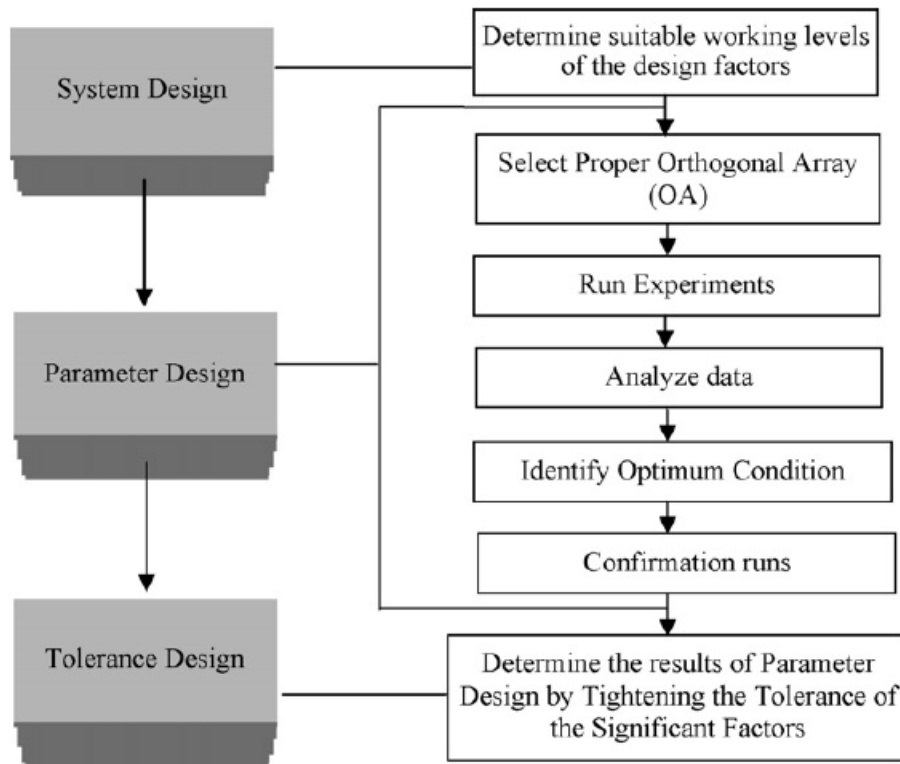 System Design
Determine suitable working levels
of the design factors
Select Proper Orthogonal Array
(OA)
Run Experiments
Parameter Design
Analyze data
Identify Optimum Condition
Confirmation runs
Tolerance Design
Determine the results of Parameter
Design by Tightening the Tolerance of
the Significant Factors